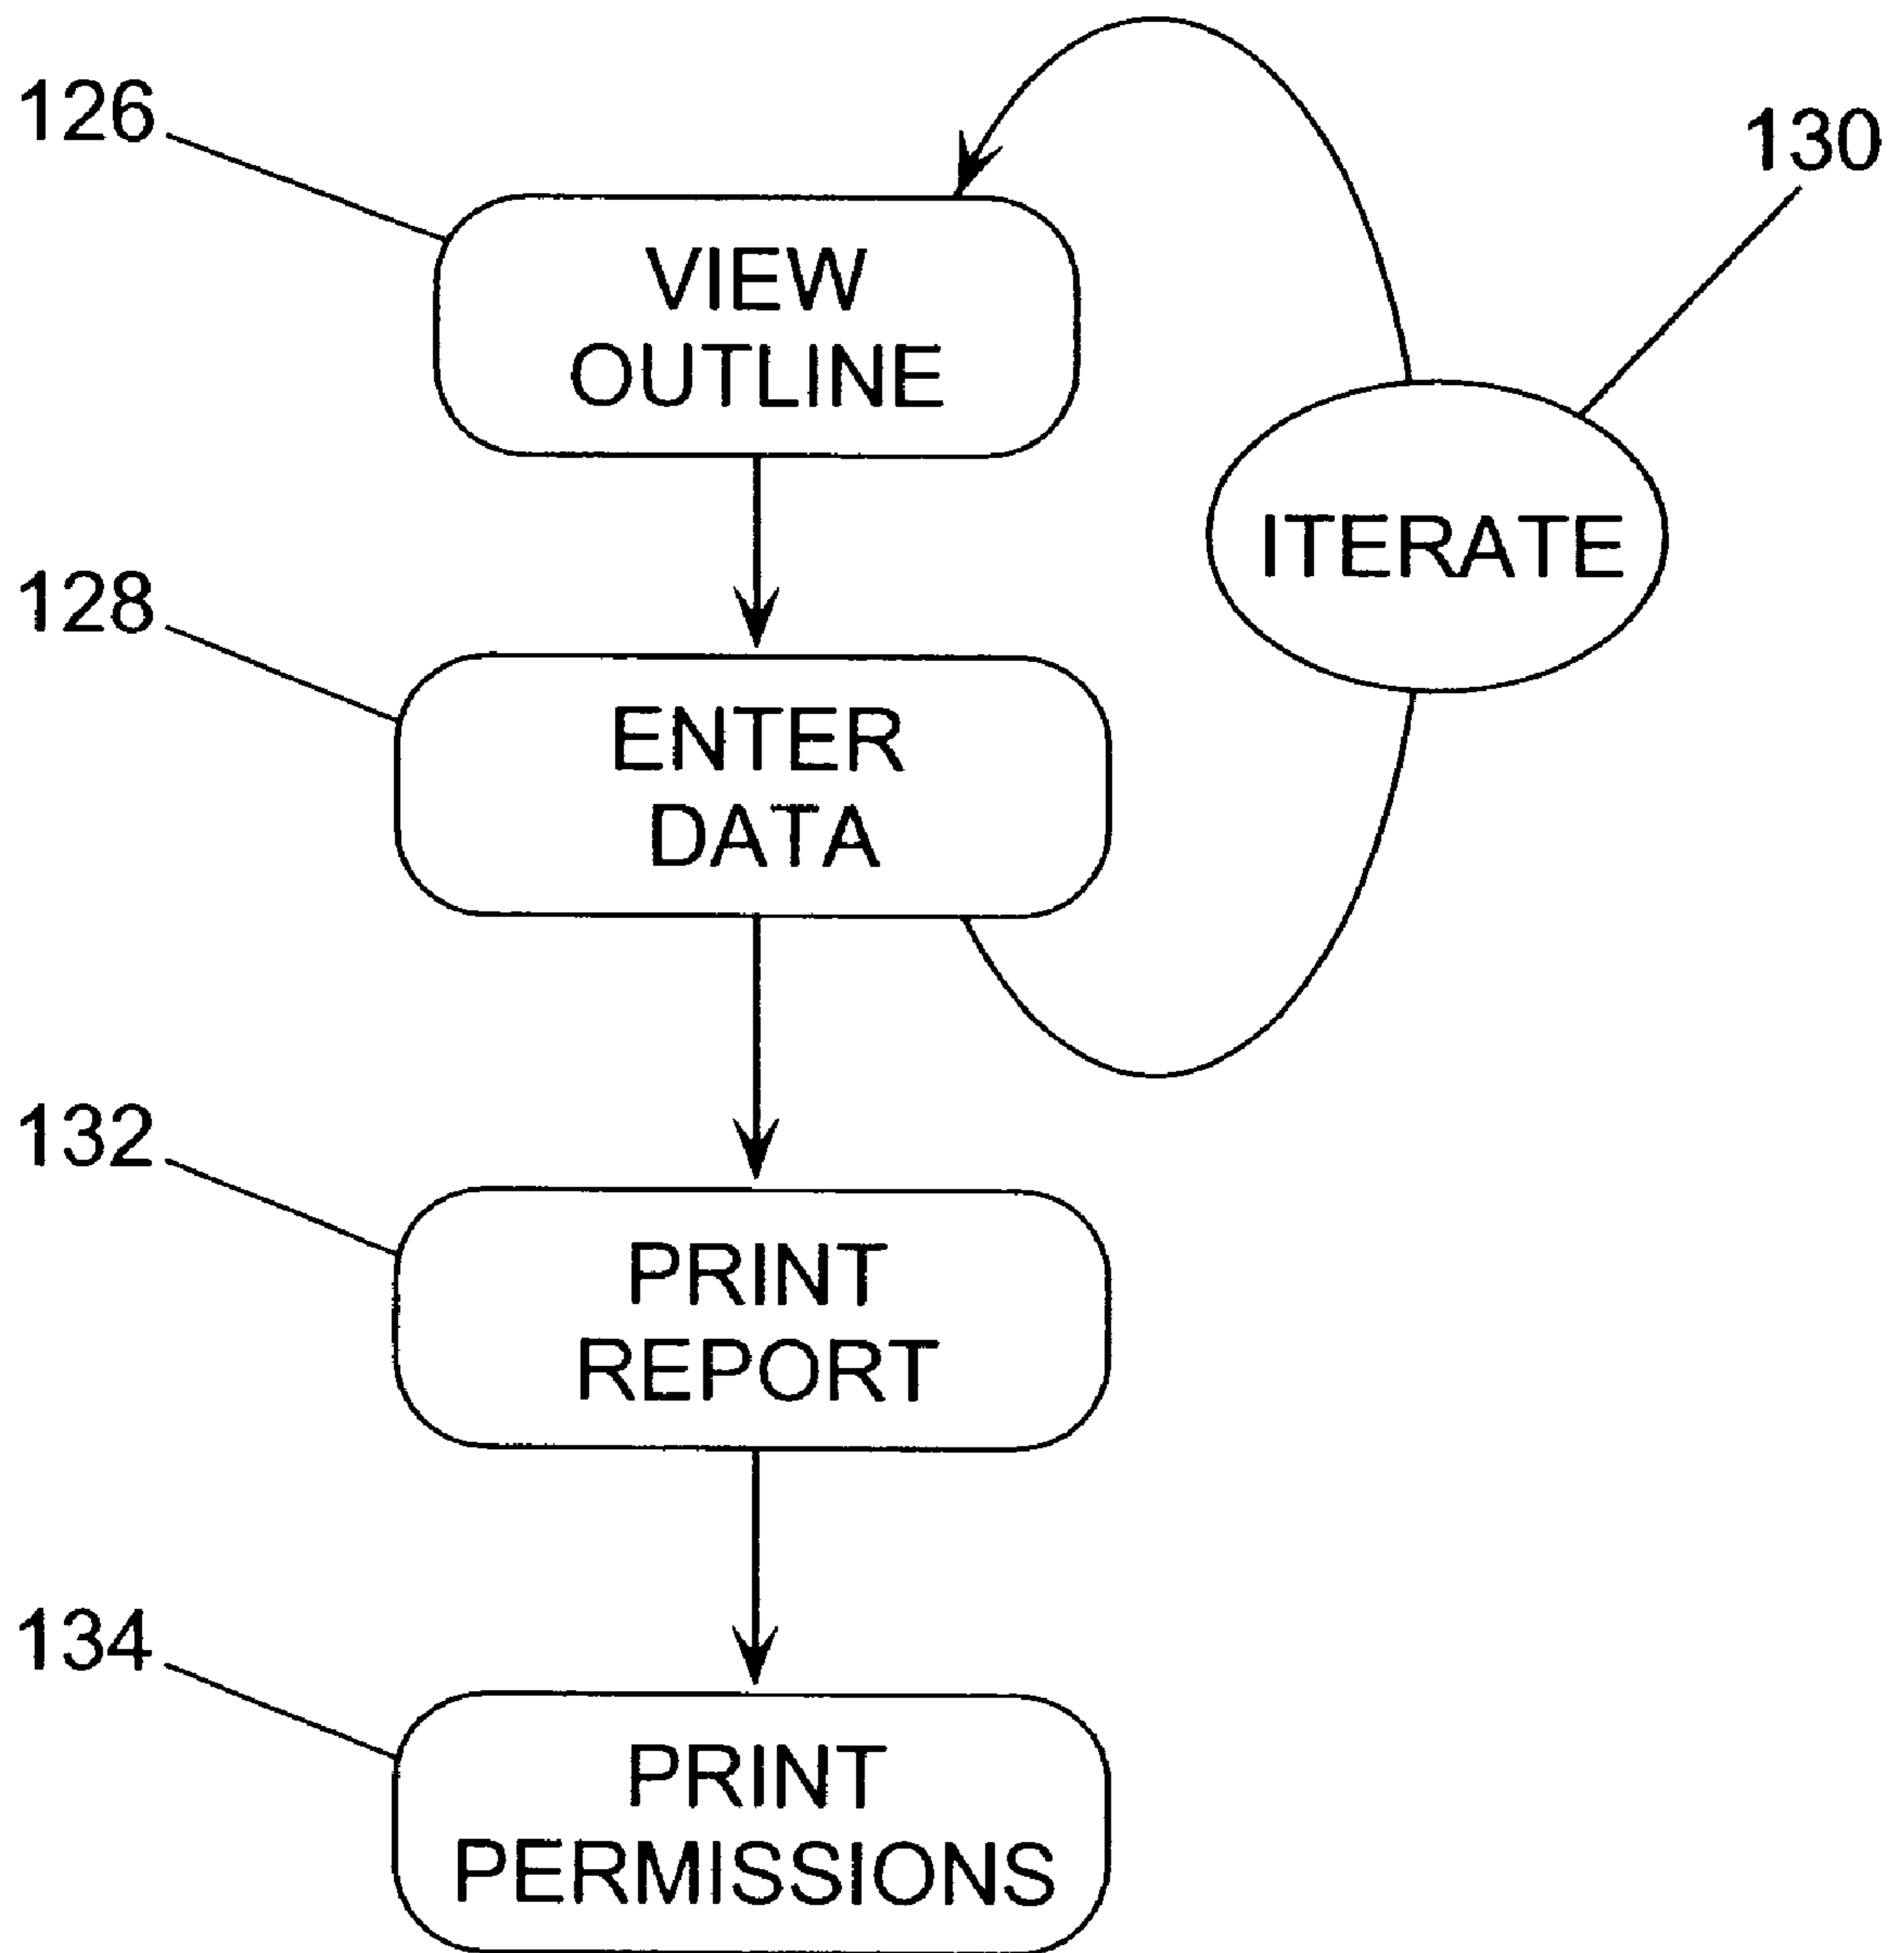 126
130
VIEW
OUTLINE
ITERATE
128
ENTER
DATA
132
PRINT
REPORT
134
PRINT
PERMISSIONS